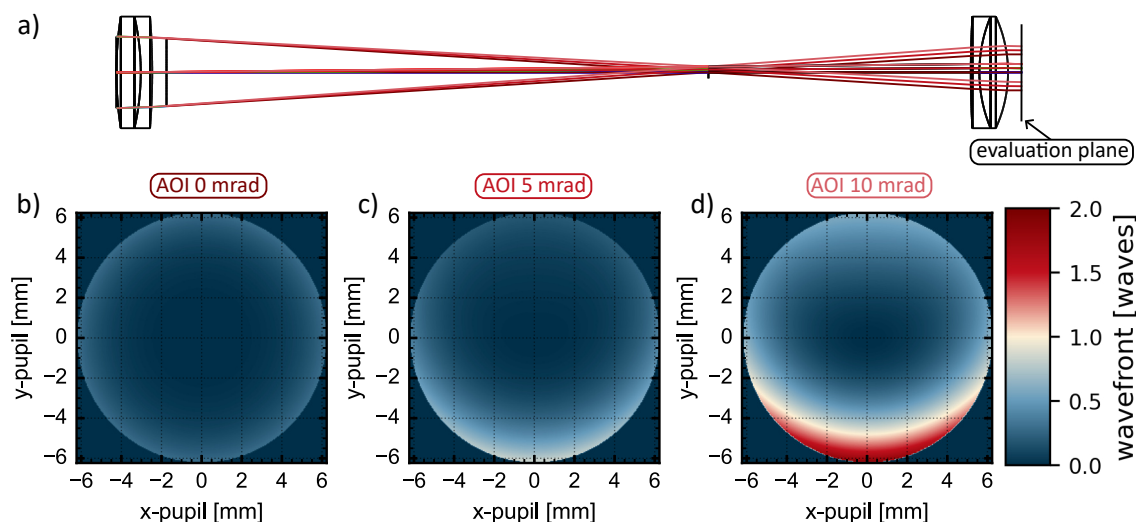 a)
evaluation plane
AOI 0 mrad
AOI 5 mrad
AOI 10 mrad
b)
c)
d)
6
4
2
0
−2
−4
−6
y-pupil [mm]
−6 −4 −2 0 2 4 6
x-pupil [mm]
6
4
2
0
−2
−4
−6
y-pupil [mm]
−6 −4 −2 0 2 4 6
x-pupil [mm]
6
4
2
0
−2
−4
−6
y-pupil [mm]
−6 −4 −2 0 2 4 6
x-pupil [mm]
2.0
1.5
1.0
0.5
0.0
wavefront [waves]